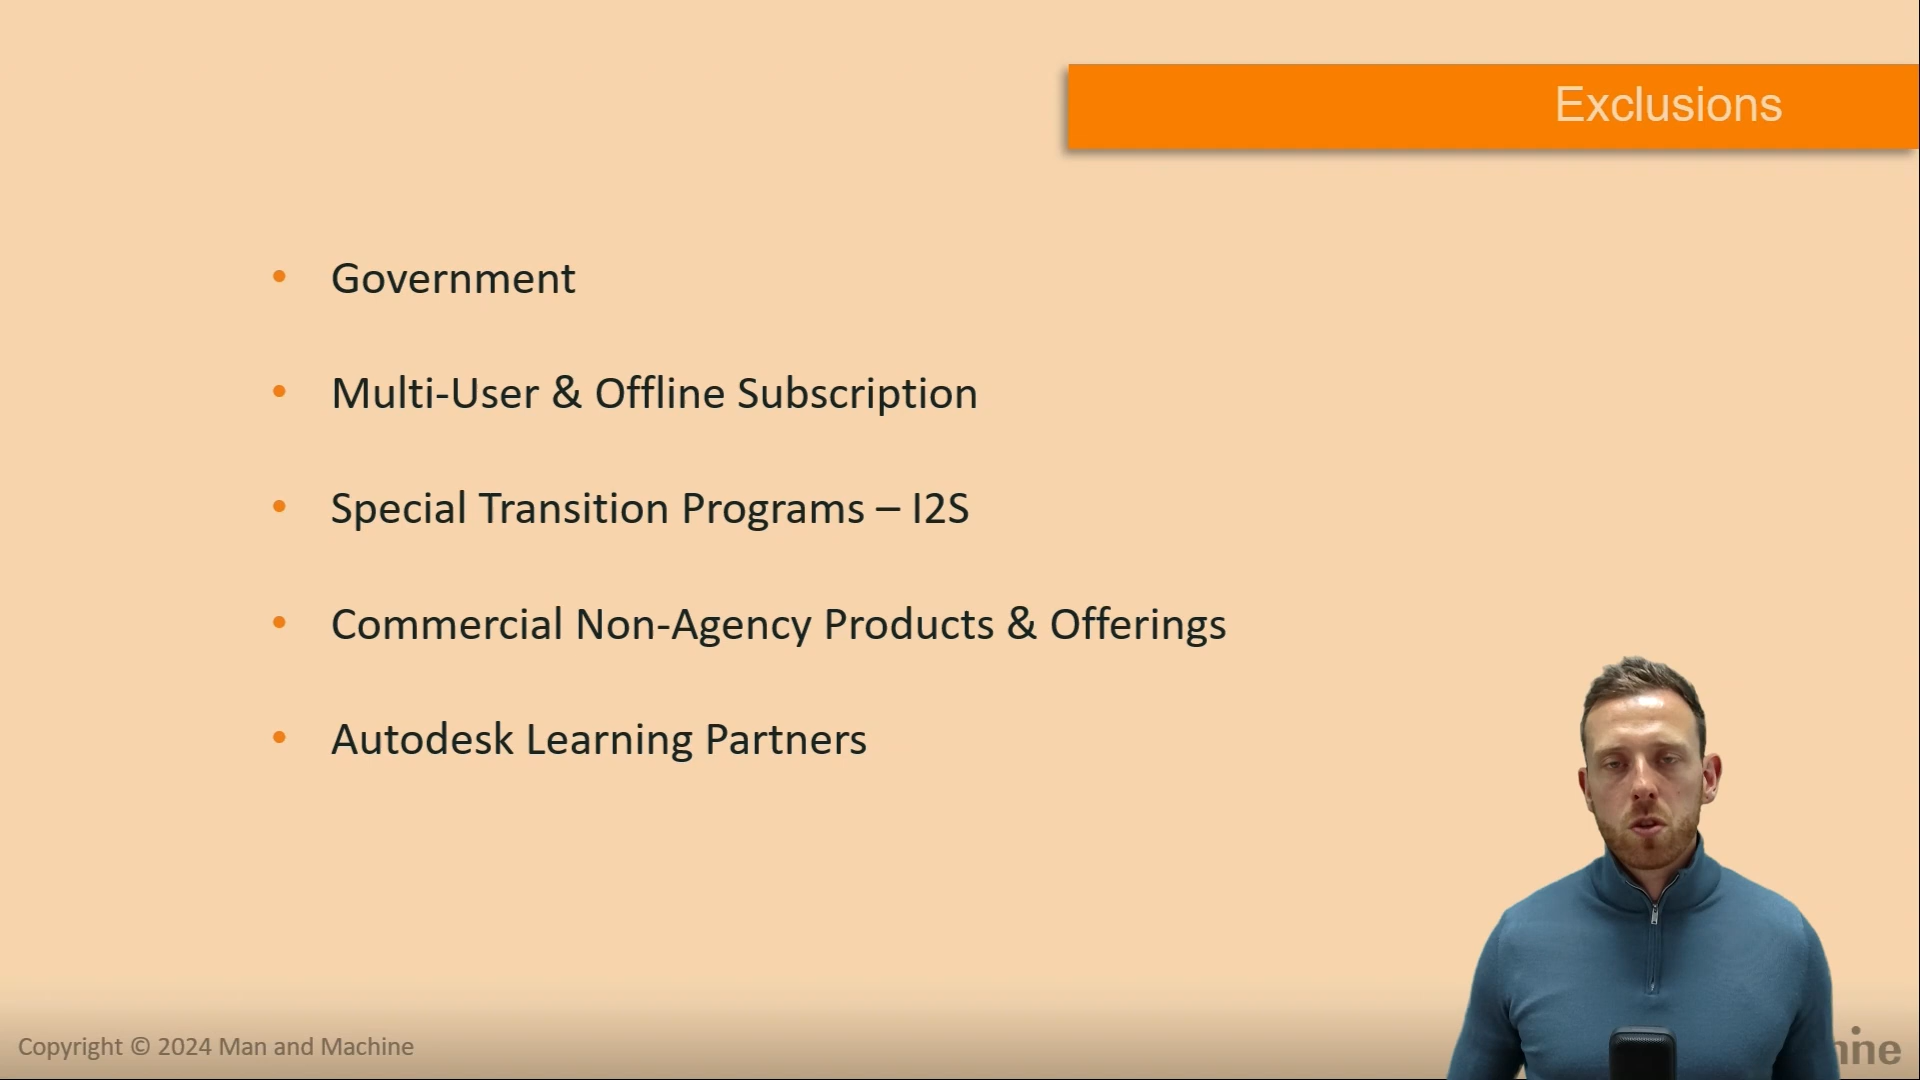 Exclusions
Government
Multi-User & Offline Subscription
Special Transition Programs – I2S
Commercial Non-Agency Products & Offerings
Autodesk Learning Partners
Copyright © 2024 Man and Machine